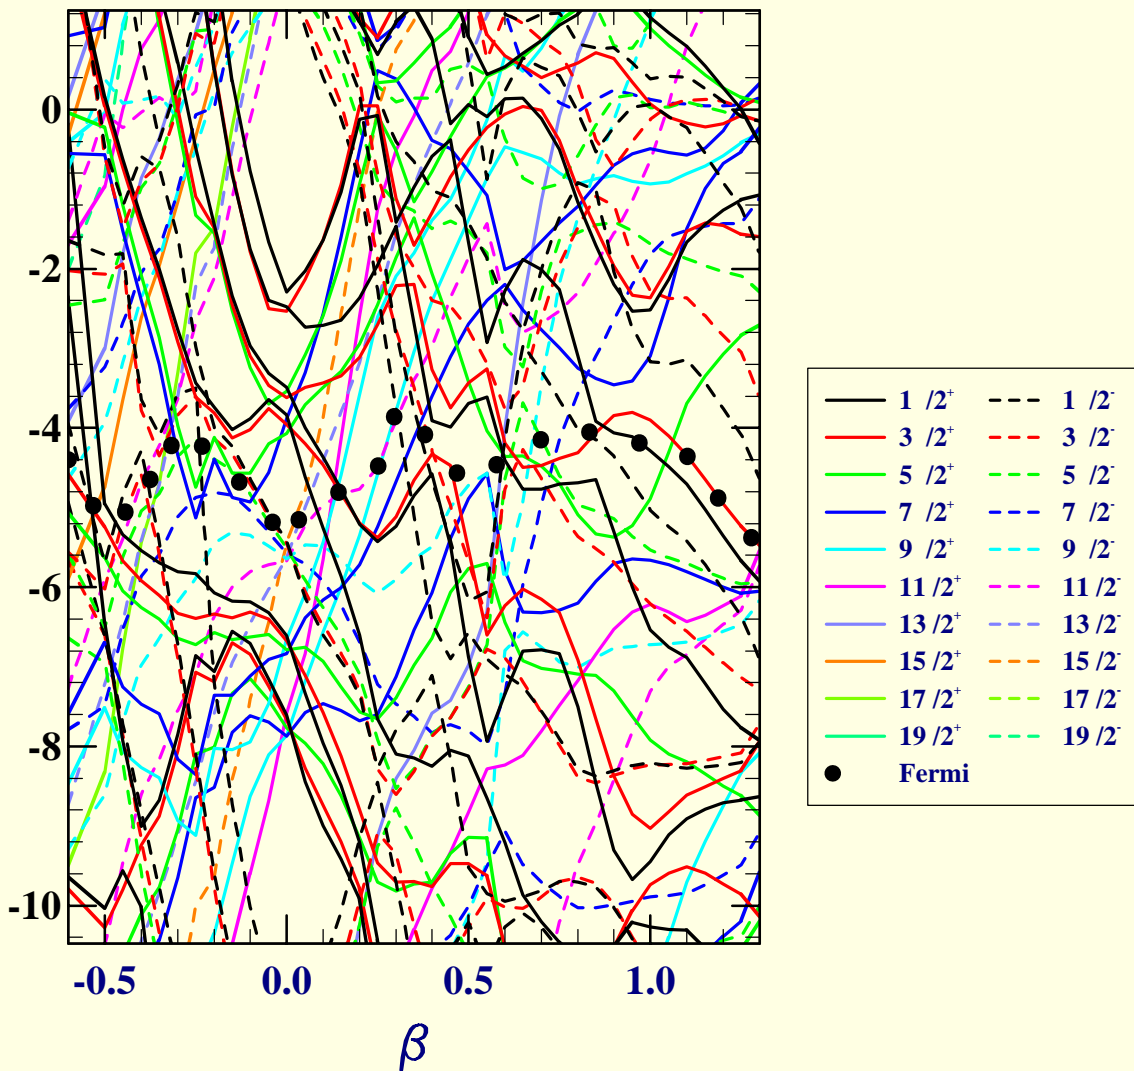 0
-2
-4
-6
-8
-10
-0.5 0.0 0.5 1.0
β
1 /2+ 1 /2-
3 /2+ 3 /2-
5 /2+ 5 /2-
7 /2+ 7 /2-
9 /2+ 9 /2-
11 /2+ 11 /2-
13 /2+ 13 /2-
15 /2+ 15 /2-
17 /2+ 17 /2-
19 /2+ 19 /2-
Fermi